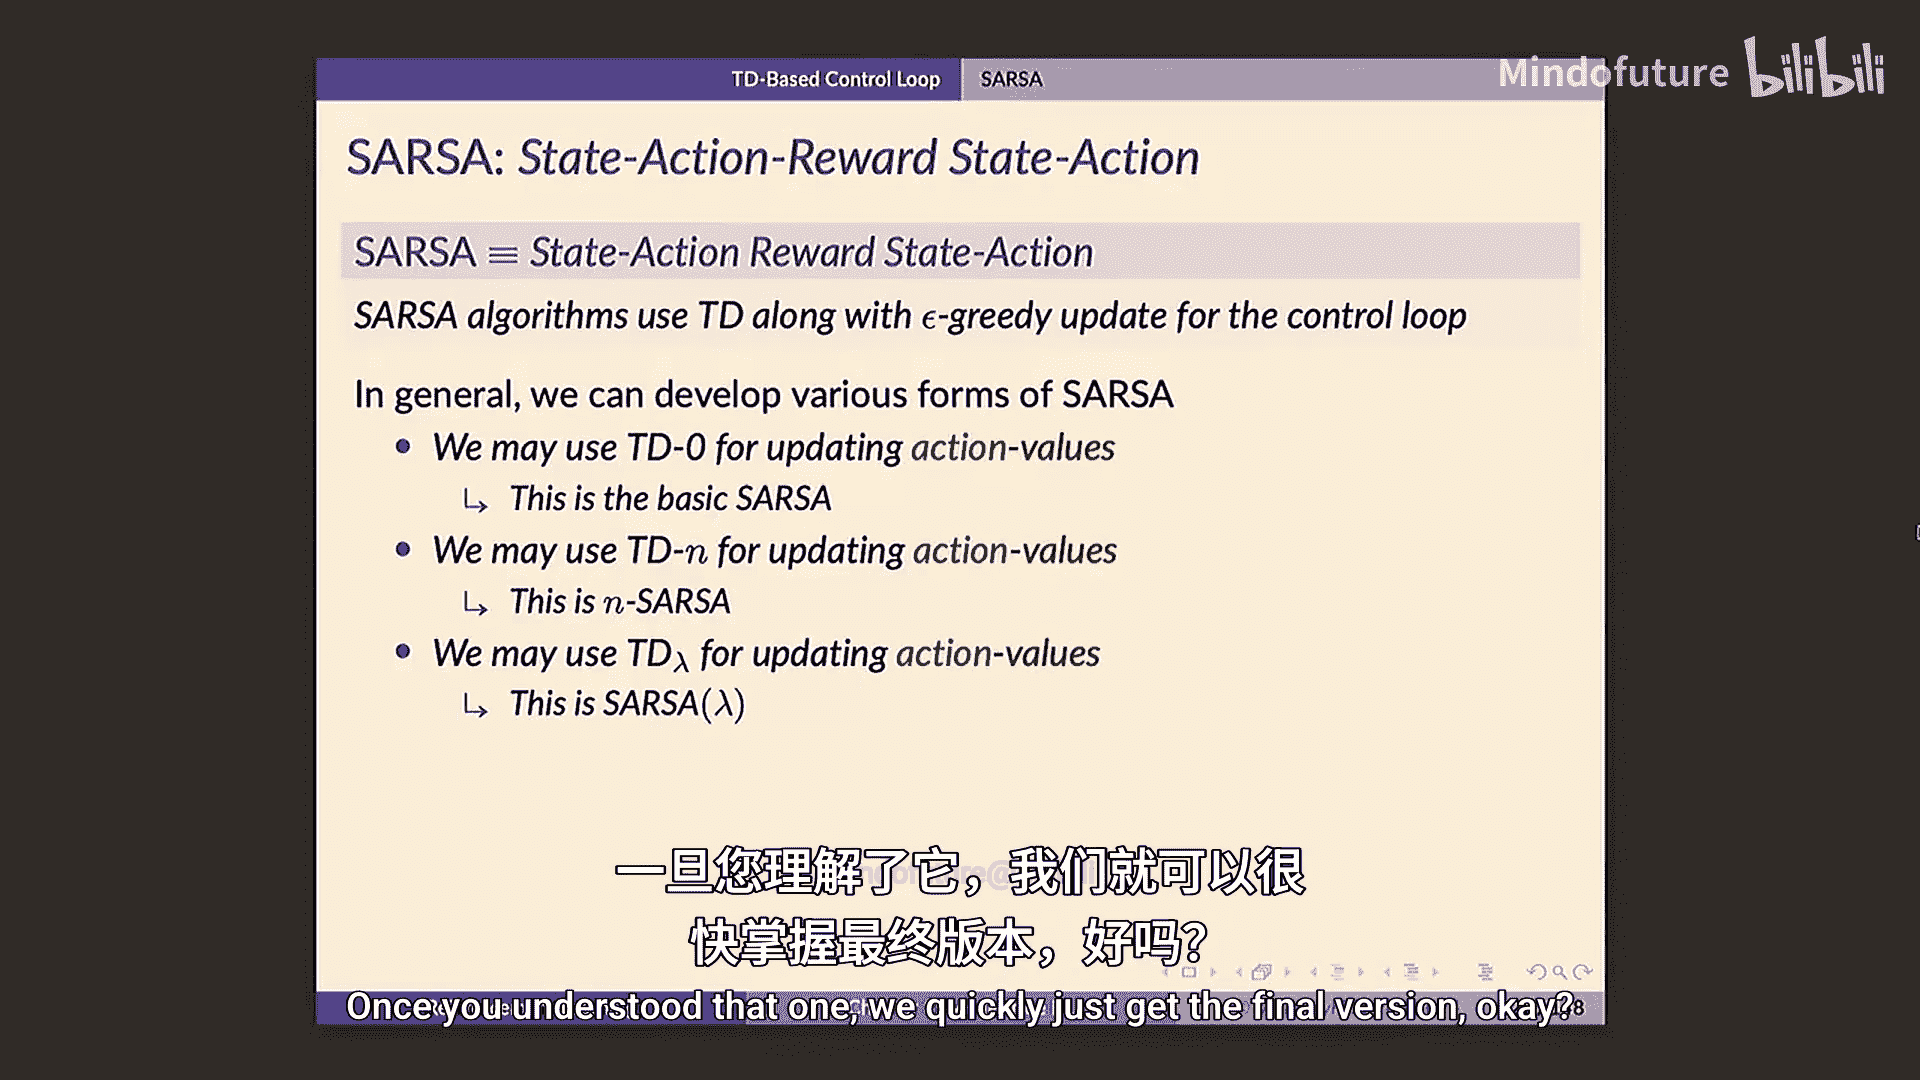 TD-Based Control Loop SARSA
Mindofuture bilibili
SARSA: State-Action-Reward State-Action
SARSA ≡ State-Action Reward State-Action
SARSA algorithms use TD along with ϵ-greedy update for the control loop
In general, we can develop various forms of SARSA
• We may use TD-0 for updating action-values
↳ This is the basic SARSA
• We may use TD-n for updating action-values
↳ This is n-SARSA
• We may use TDλ for updating action-values
↳ This is SARSA(λ)
一旦您理解了它，我们就可以很
快掌握最终版本，好吗？
Once you understood that one, we quickly just get the final version, okay?